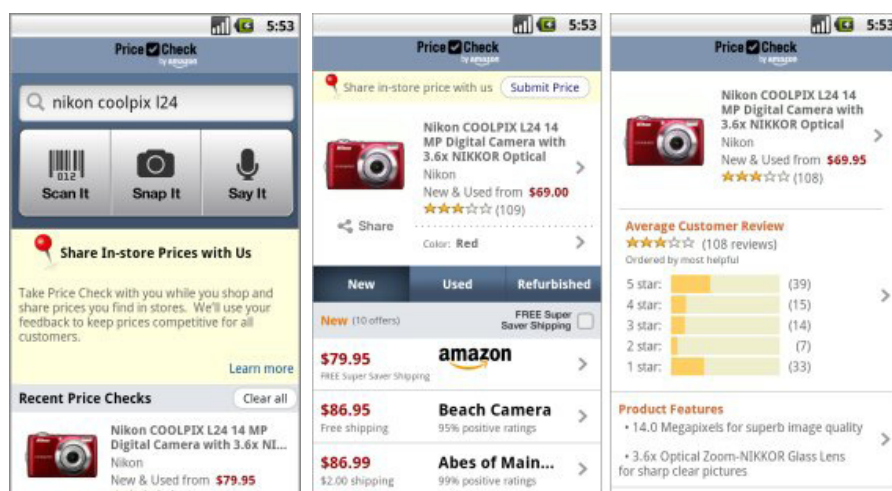 5:53
Price Check
by amazon
nikon coolpix l24
Scan It
Snap It
Say It
Share In-store Prices with Us
Take Price Check with you while you shop and
share prices you find in stores. We'll use your
feedback to keep prices competitive for all
customers.
Learn more
Recent Price Checks
Clear all
Nikon COOLPIX L24 14 MP
Digital Camera with 3.6x NI...
Nikon
New & Used from $79.95
5:53
Price Check
by amazon
Share in-store price with us
Submit Price
Nikon COOLPIX L24 14
MP Digital Camera with
3.6x NIKKOR Optical
Nikon
New & Used from $69.00
(109)
Share
Color: Red
New
Used
Refurbished
New (10 offers)
FREE Super
Saver Shipping
$79.95
FREE Super Saver Shipping
amazon
$86.95
Free shipping
Beach Camera
95% positive ratings
$86.99
$2.00 shipping
Abes of Main...
99% positive ratings
5:53
Price Check
by amazon
Nikon COOLPIX L24 14
MP Digital Camera with
3.6x NIKKOR Optical
Nikon
New & Used from $69.95
(108)
Average Customer Review
(108 reviews)
Ordered by most helpful
5 star: (39)
4 star: (15)
3 star: (14)
2 star: (7)
1 star: (33)
Product Features
• 14.0 Megapixels for superb image quality
• 3.6x Optical Zoom-NIKKOR Glass Lens
for sharp clear pictures